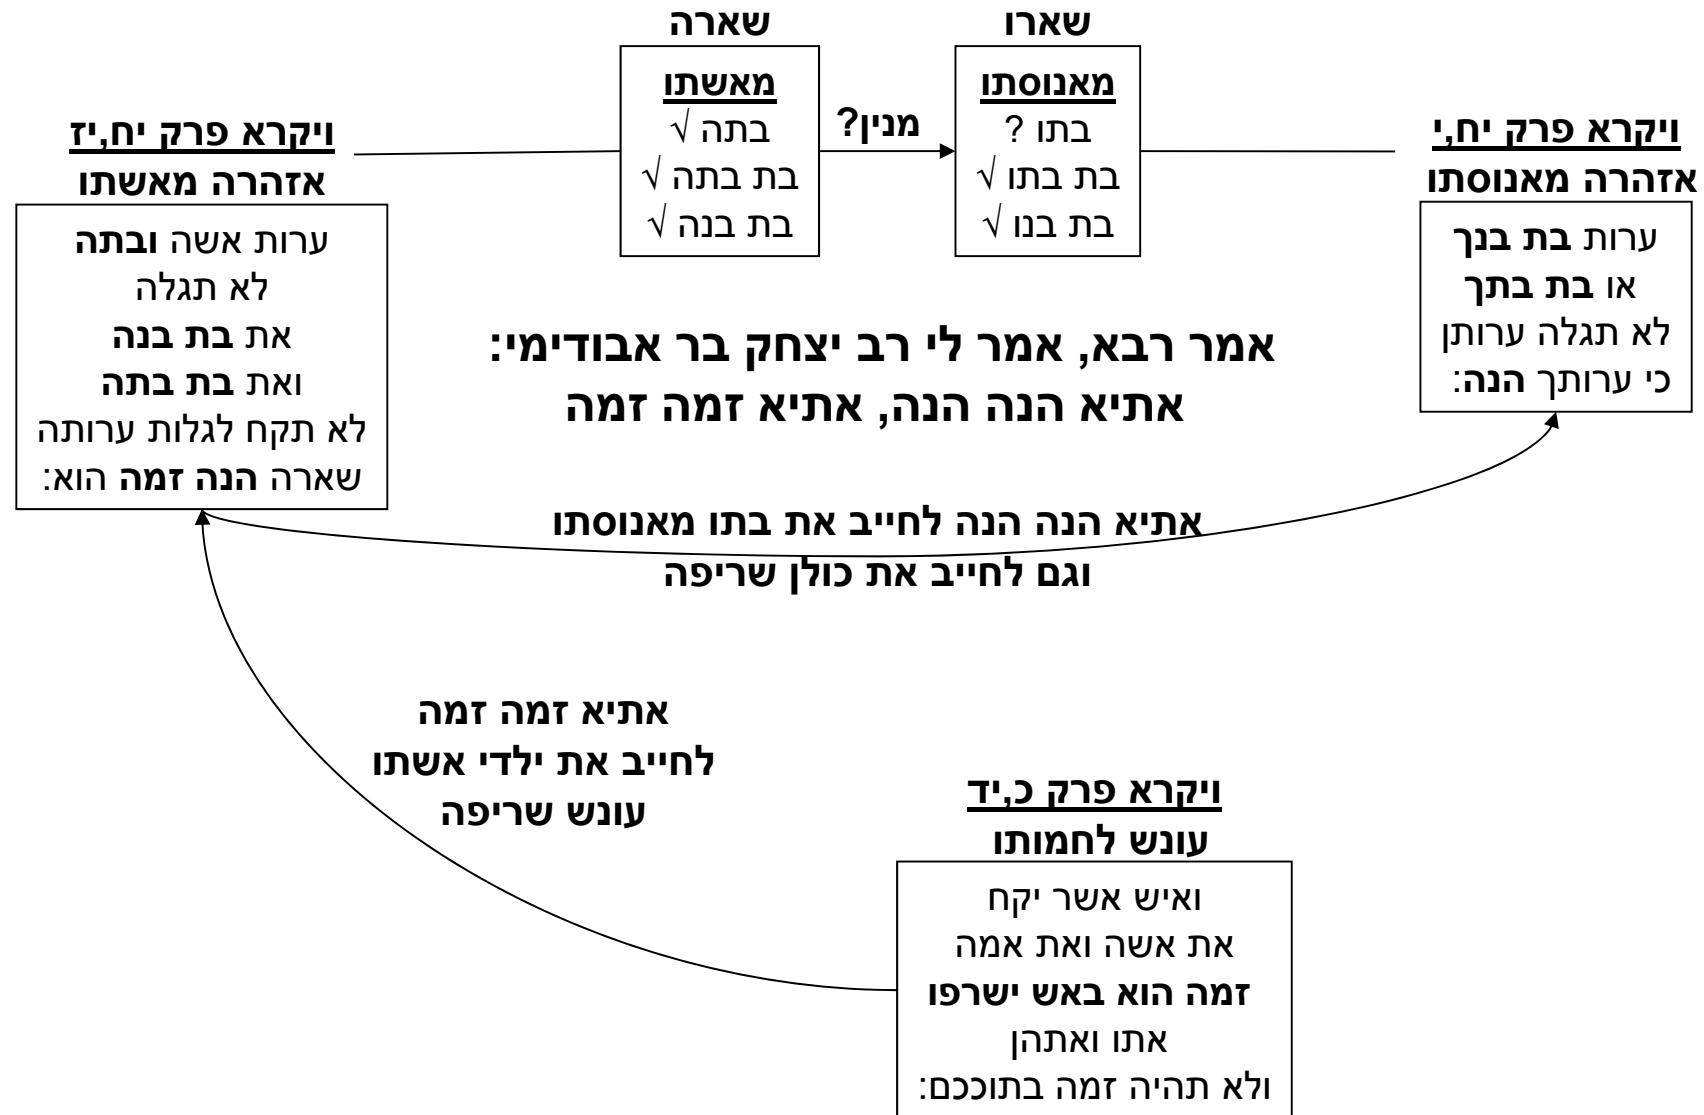 שארו
שארה
מאנוסתו
בתו ?
בת בתו √
בת בנו √
מנין?
מאשתו
בתה √
בת בתה √
בת בנה √
ויקרא פרק יח,י
אזהרה מאנוסתו
ערות בת בנך
או בת בתך
לא תגלה ערותן
כי ערותך הנה:
ויקרא פרק יח,יז
אזהרה מאשתו
ערות אשה ובתה
לא תגלה
את בת בנה
ואת בת בתה
לא תקח לגלות ערותה
שארה הנה זמה הוא:
אמר רבא, אמר לי רב יצחק בר אבודימי:
אתיא הנה הנה, אתיא זמה זמה
אתיא הנה הנה לחייב את בתו מאנוסתו
וגם לחייב את כולן שריפה
אתיא זמה זמה
לחייב את ילדי אשתו
עונש שריפה
ויקרא פרק כ,יד
עונש לחמותו
ואיש אשר יקח
את אשה ואת אמה
זמה הוא באש ישרפו
אתו ואתהן
ולא תהיה זמה בתוככם: